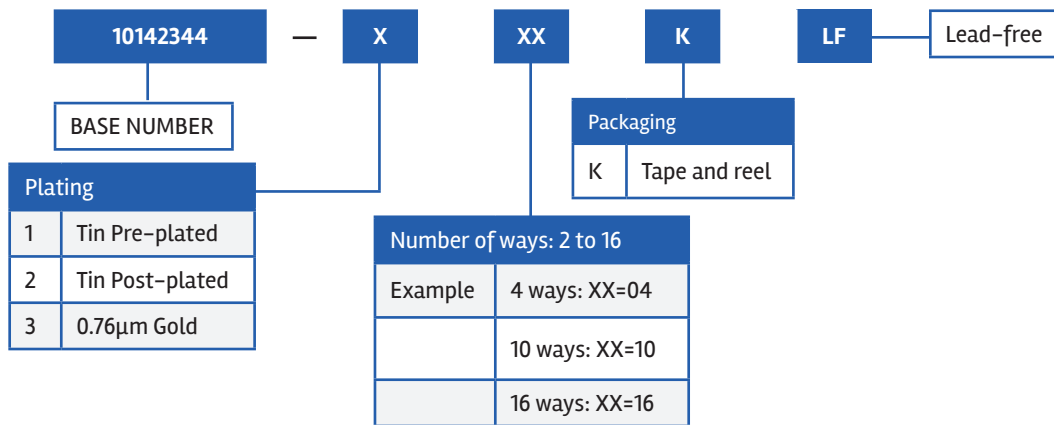 10142344 — X XX K LF Lead-free
BASE NUMBER
Packaging
K Tape and reel
Plating
1 Tin Pre-plated
2 Tin Post-plated
3 0.76µm Gold
Number of ways: 2 to 16
Example 4 ways: XX=04
10 ways: XX=10
16 ways: XX=16